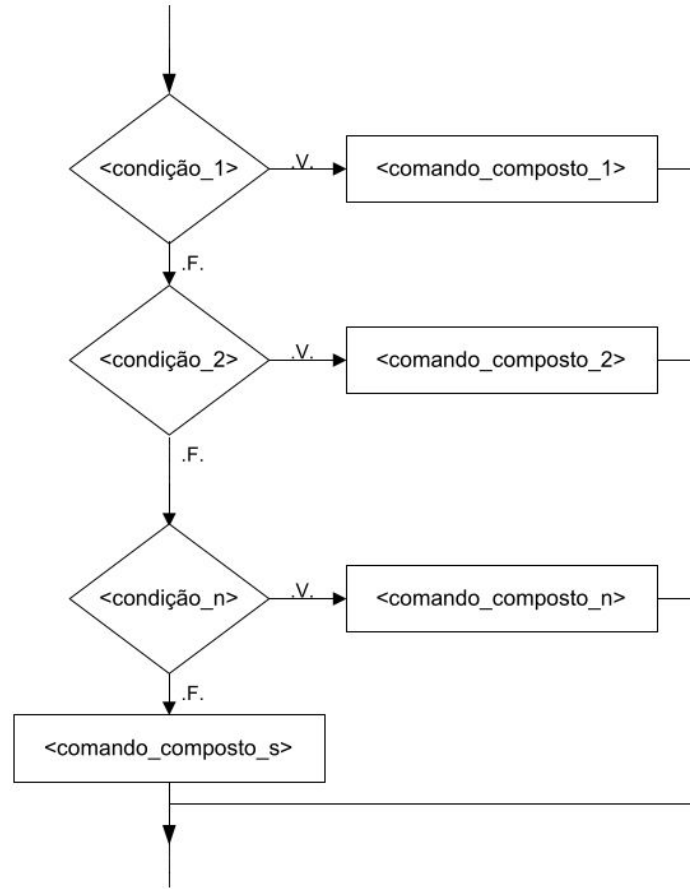 <condição_1>
.V.
<comando_composto_1>
.F.
<condição_2>
.V.
<comando_composto_2>
.F.
<condição_n>
.V.
<comando_composto_n>
.F.
<comando_composto_s>